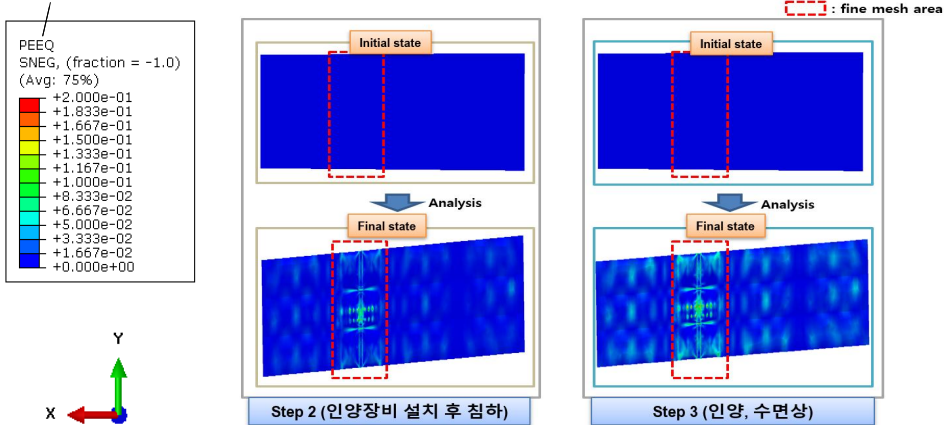 : fine mesh area
PEEQ
SNEG, (fraction = -1.0)
(Avg: 75%)
+2.000e-01
+1.833e-01
+1.667e-01
+1.500e-01
+1.333e-01
+1.167e-01
+1.000e-01
+8.333e-02
+6.667e-02
+5.000e-02
+3.333e-02
+1.667e-02
+0.000e+00
Y
X
Initial state
Analysis
Final state
Step 2 (인양장비 설치 후 침하)
Initial state
Analysis
Final state
Step 3 (인양, 수면상)